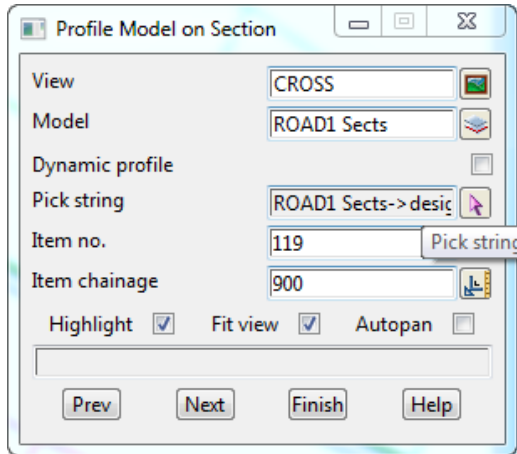 Profile Model on Section
View CROSS
Model ROAD1 Sects
Dynamic profile
Pick string ROAD1 Sects->desig
Item no. 119 Pick string
Item chainage 900
Highlight Fit view Autopan
Prev Next Finish Help